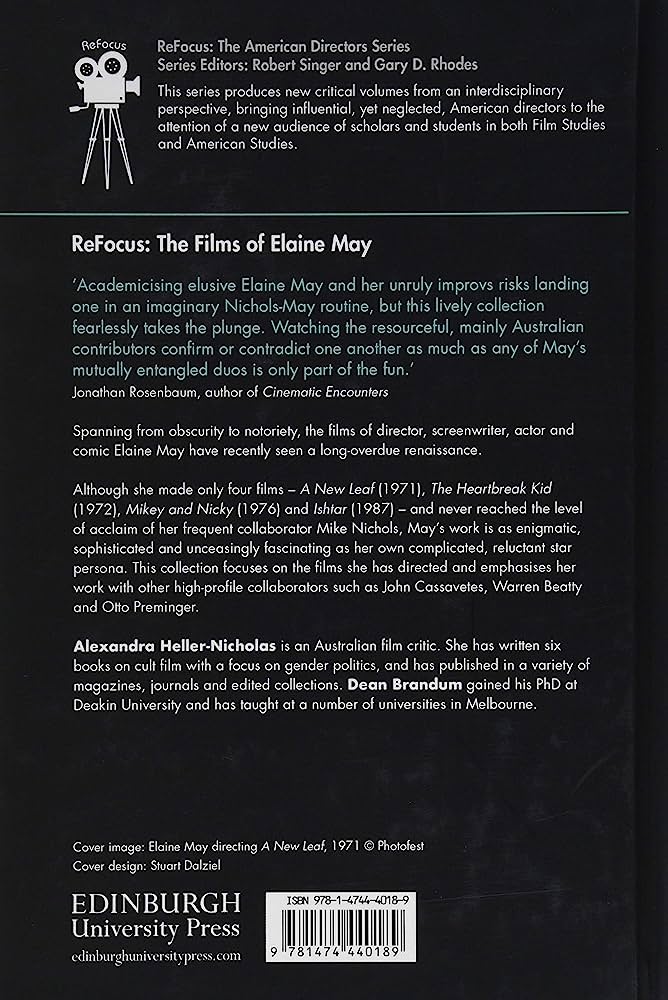 ReFocus
ReFocus: The American Directors Series
Series Editors: Robert Singer and Gary D. Rhodes
This series produces new critical volumes from an interdisciplinary
perspective, bringing influential, yet neglected, American directors to the
attention of a new audience of scholars and students in both Film Studies
and American Studies.
ReFocus: The Films of Elaine May
‘Academicising elusive Elaine May and her unruly improvs risks landing
one in an imaginary Nichols-May routine, but this lively collection
fearlessly takes the plunge. Watching the resourceful, mainly Australian
contributors confirm or contradict one another as much as any of May’s
mutually entangled duos is only part of the fun.’
Jonathan Rosenbaum, author of Cinematic Encounters
Spanning from obscurity to notoriety, the films of director, screenwriter, actor and
comic Elaine May have recently seen a long-overdue renaissance.
Although she made only four films – A New Leaf (1971), The Heartbreak Kid
(1972), Mikey and Nicky (1976) and Ishtar (1987) – and never reached the level
of acclaim of her frequent collaborator Mike Nichols, May’s work is as enigmatic,
sophisticated and unceasingly fascinating as her own complicated, reluctant star
persona. This collection focuses on the films she has directed and emphasises her
work with other high-profile collaborators such as John Cassavetes, Warren Beatty
and Otto Preminger.
Alexandra Heller-Nicholas is an Australian film critic. She has written six
books on cult film with a focus on gender politics, and has published in a variety of
magazines, journals and edited collections. Dean Brandum gained his PhD at
Deakin University and has taught at a number of universities in Melbourne.
Cover image: Elaine May directing A New Leaf, 1971 © Photofest
Cover design: Stuart Dalziel
EDINBURGH
University Press
edinburghuniversitypress.com
ISBN 978-1-4744-4018-9
9 781474 440189